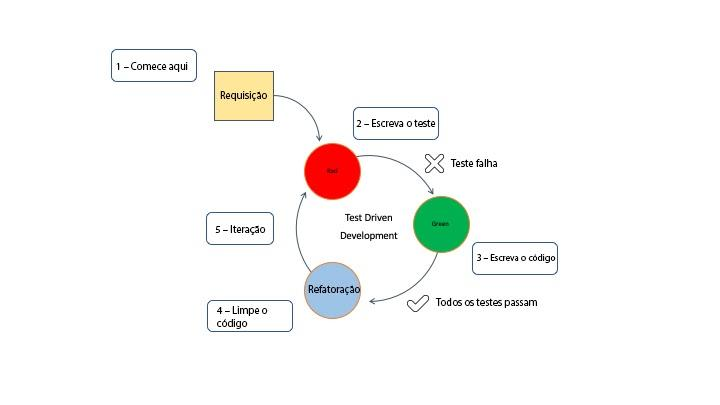 1 – Comece aqui
Requisição
2 – Escreva o teste
Red
Teste falha
Test Driven
Development
Green
5 – Iteração
3 – Escreva o código
Refatoração
4 – Limpe o
código
Todos os testes passam